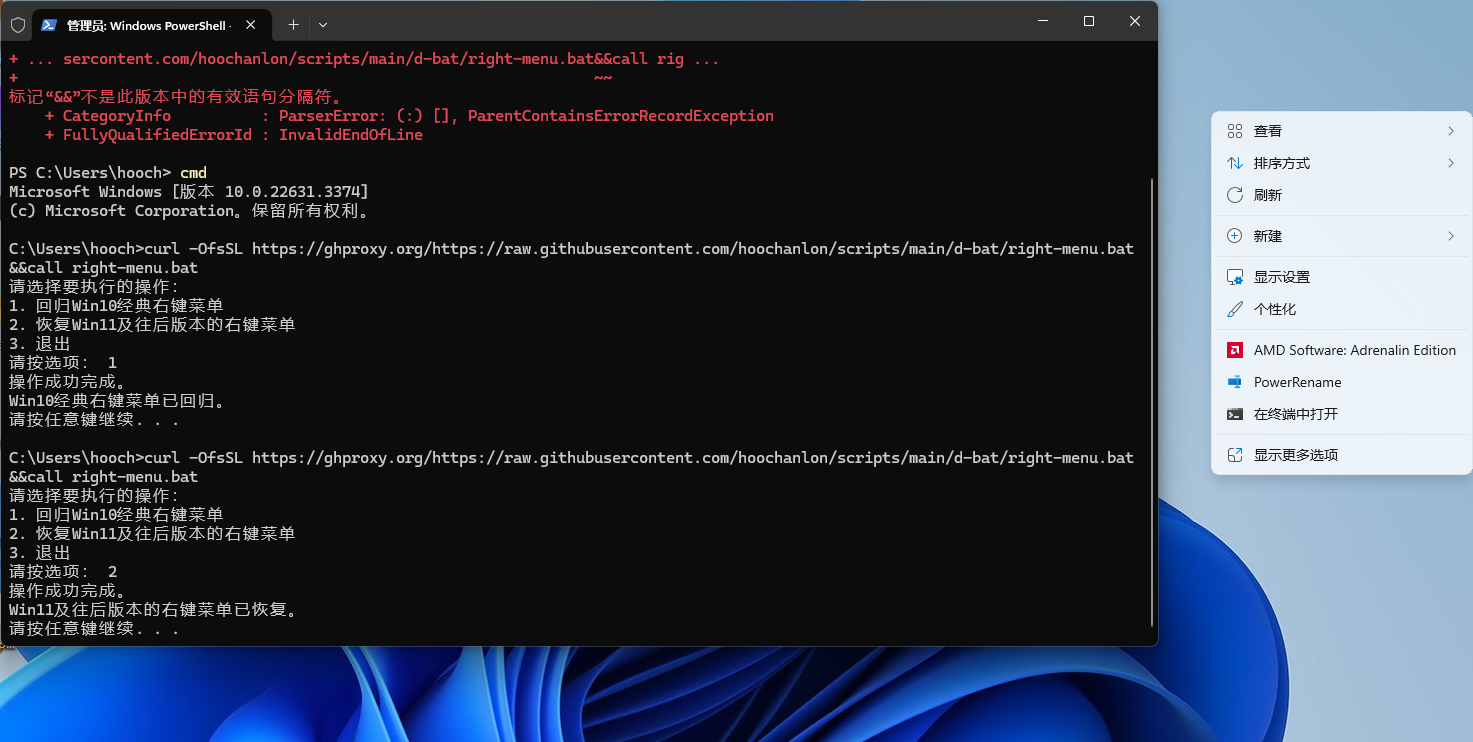 管理员: Windows PowerShell
+ ... sercontent.com/hoochanlon/scripts/main/d-bat/right-menu.bat&&call rig ...
+ ~~
标记“&&”不是此版本中的有效语句分隔符。
+ CategoryInfo : ParserError: (:) [], ParentContainsErrorRecordException
+ FullyQualifiedErrorId : InvalidEndOfLine
PS C:\Users\hooch> cmd
Microsoft Windows [版本 10.0.22631.3374]
(c) Microsoft Corporation。保留所有权利。
C:\Users\hooch>curl -OfsSL https://ghproxy.org/https://raw.githubusercontent.com/hoochanlon/scripts/main/d-bat/right-menu.bat
&&call right-menu.bat
请选择要执行的操作:
1. 回归Win10经典右键菜单
2. 恢复Win11及往后版本的右键菜单
3. 退出
请按选项: 1
操作成功完成。
Win10经典右键菜单已回归。
请按任意键继续. . .
C:\Users\hooch>curl -OfsSL https://ghproxy.org/https://raw.githubusercontent.com/hoochanlon/scripts/main/d-bat/right-menu.bat
&&call right-menu.bat
请选择要执行的操作:
1. 回归Win10经典右键菜单
2. 恢复Win11及往后版本的右键菜单
3. 退出
请按选项: 2
操作成功完成。
Win11及往后版本的右键菜单已恢复。
请按任意键继续. . .
查看
排序方式
刷新
新建
显示设置
个性化
AMD Software: Adrenalin Edition
PowerRename
在终端中打开
显示更多选项